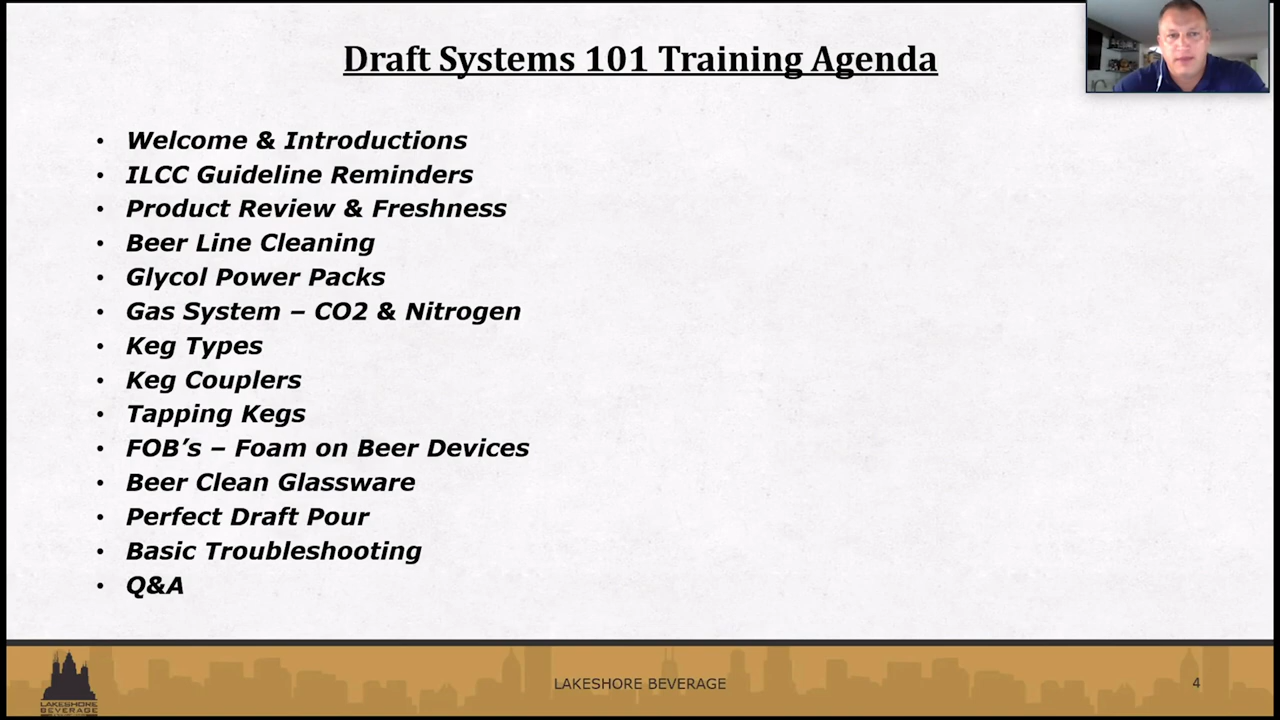 Draft Systems 101 Training Agenda
• Welcome & Introductions
• ILCC Guideline Reminders
• Product Review & Freshness
• Beer Line Cleaning
• Glycol Power Packs
• Gas System – CO2 & Nitrogen
• Keg Types
• Keg Couplers
• Tapping Kegs
• FOB’s – Foam on Beer Devices
• Beer Clean Glassware
• Perfect Draft Pour
• Basic Troubleshooting
• Q&A
LAKESHORE BEVERAGE
4
LAKESHORE
BEVERAGE